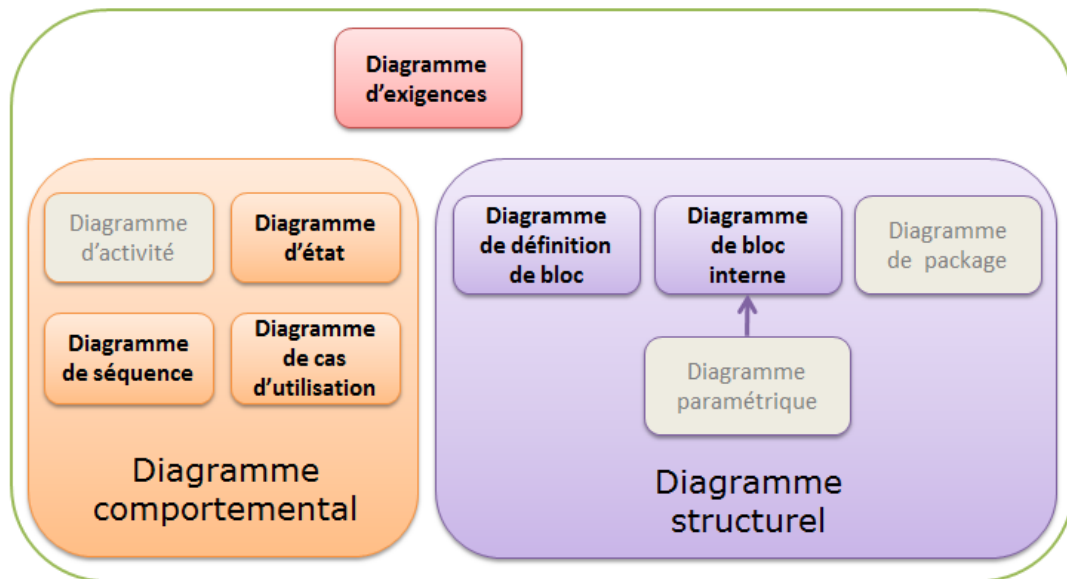 Diagramme
d'exigences
Diagramme
d'activité
Diagramme
d'état
Diagramme
de séquence
Diagramme
de cas
d'utilisation
Diagramme
comportemental
Diagramme
de définition
de bloc
Diagramme
de bloc
interne
Diagramme
de package
Diagramme
paramétrique
Diagramme
structurel